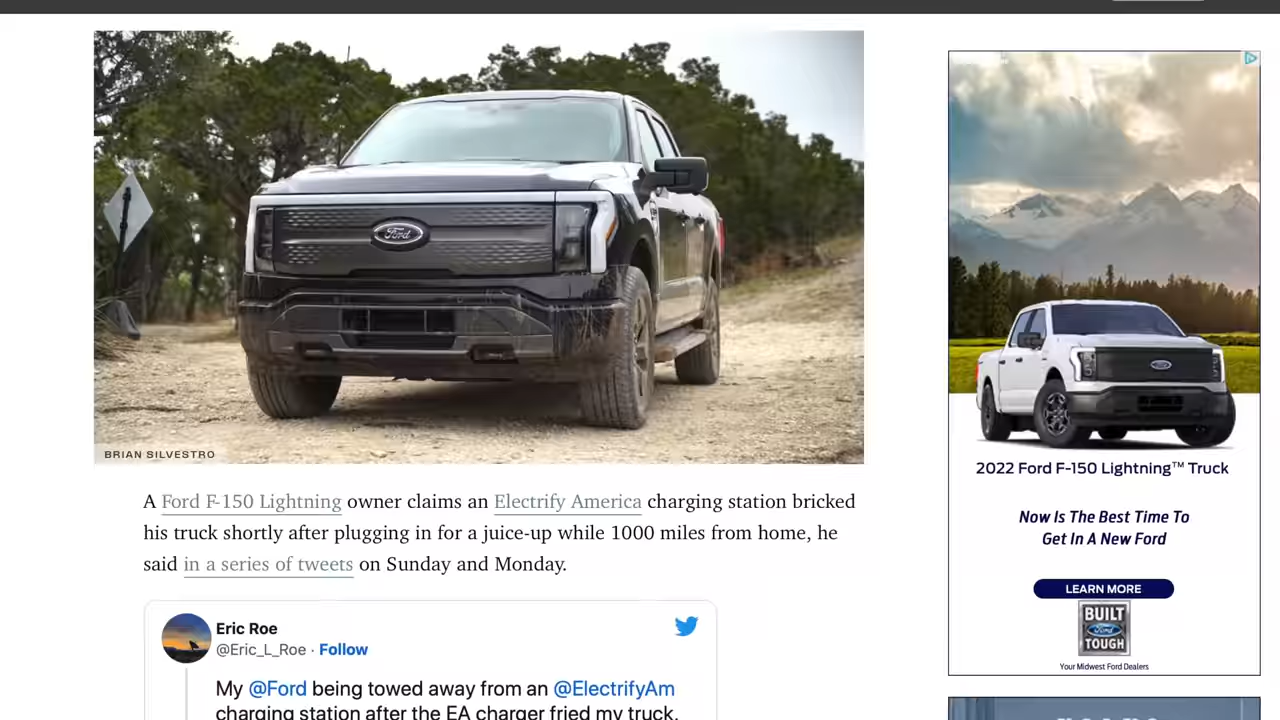 Ford
BRIAN SILVESTRO
A Ford F-150 Lightning owner claims an Electrify America charging station bricked
his truck shortly after plugging in for a juice-up while 1000 miles from home, he
said in a series of tweets on Sunday and Monday.
Eric Roe
@Eric_L_Roe · Follow
My @Ford being towed away from an @ElectrifyAm
charging station after the EA charger fried my truck.
2022 Ford F-150 Lightning™ Truck
Now Is The Best Time To
Get In A New Ford
LEARN MORE
BUILT
Ford
TOUGH
Your Midwest Ford Dealers